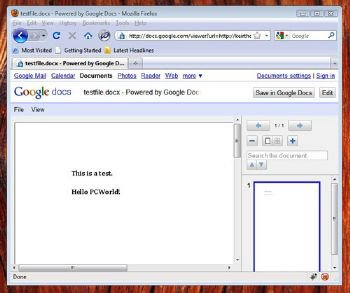 testfile.docx - Powered by Google Docs - Mozilla Firefox
File Edit View History Bookmarks Tools Help
http://docs.google.com/viewer?url=http://
Google
Most Visited Getting Started Latest Headlines
testfile.docx - Powered by Google D...
Google Mail Calendar Documents Photos Reader Web more ▼ Documents settings | Sign in
Google docs testfile.docx - Powered by Google Doc Save in Google Docs Edit
File View
1 / 1
Search the document
1
This is a test.
Hello PCWorld!
Done